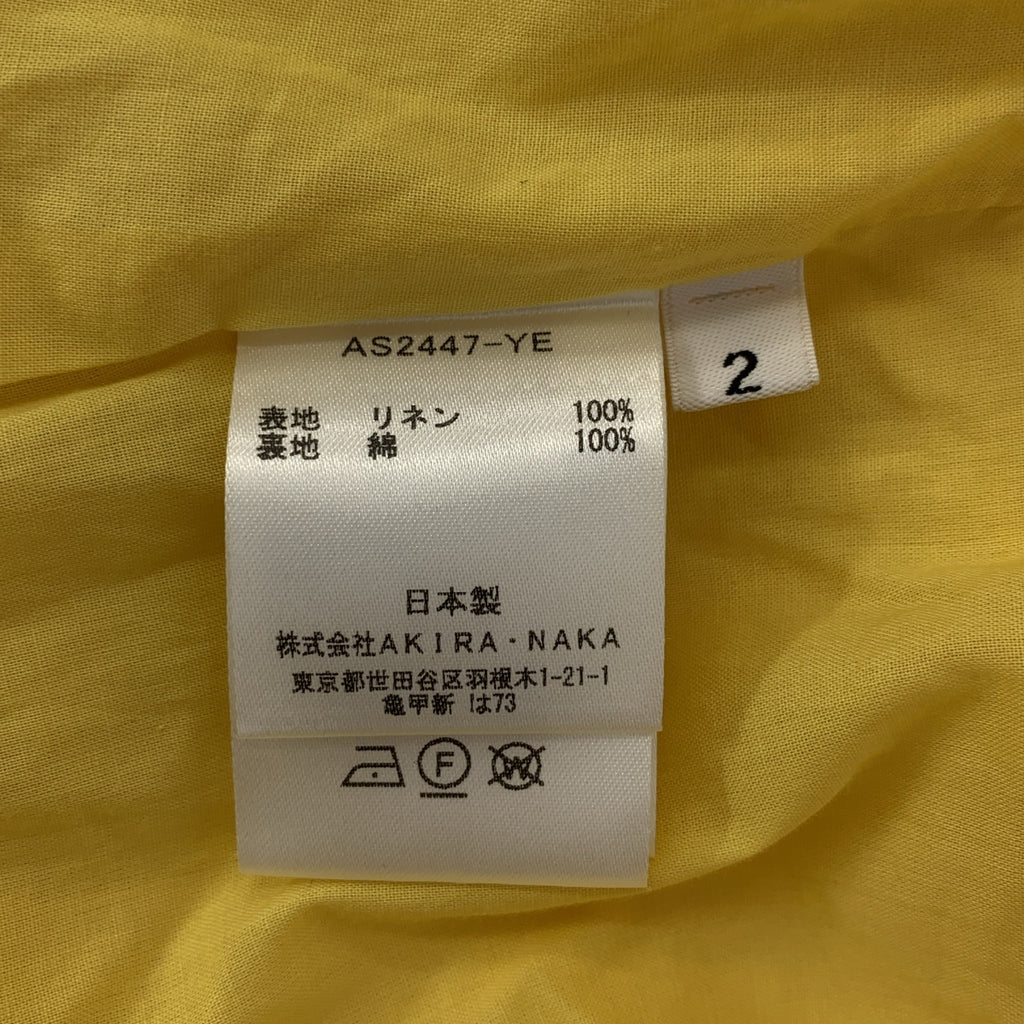 AS2447-YE
2
表地 リネン 100%
裏地 綿 100%
日本製
株式会社AKIRA・NAKA
東京都世田谷区羽根木1-21-1
亀甲新 は73
F W